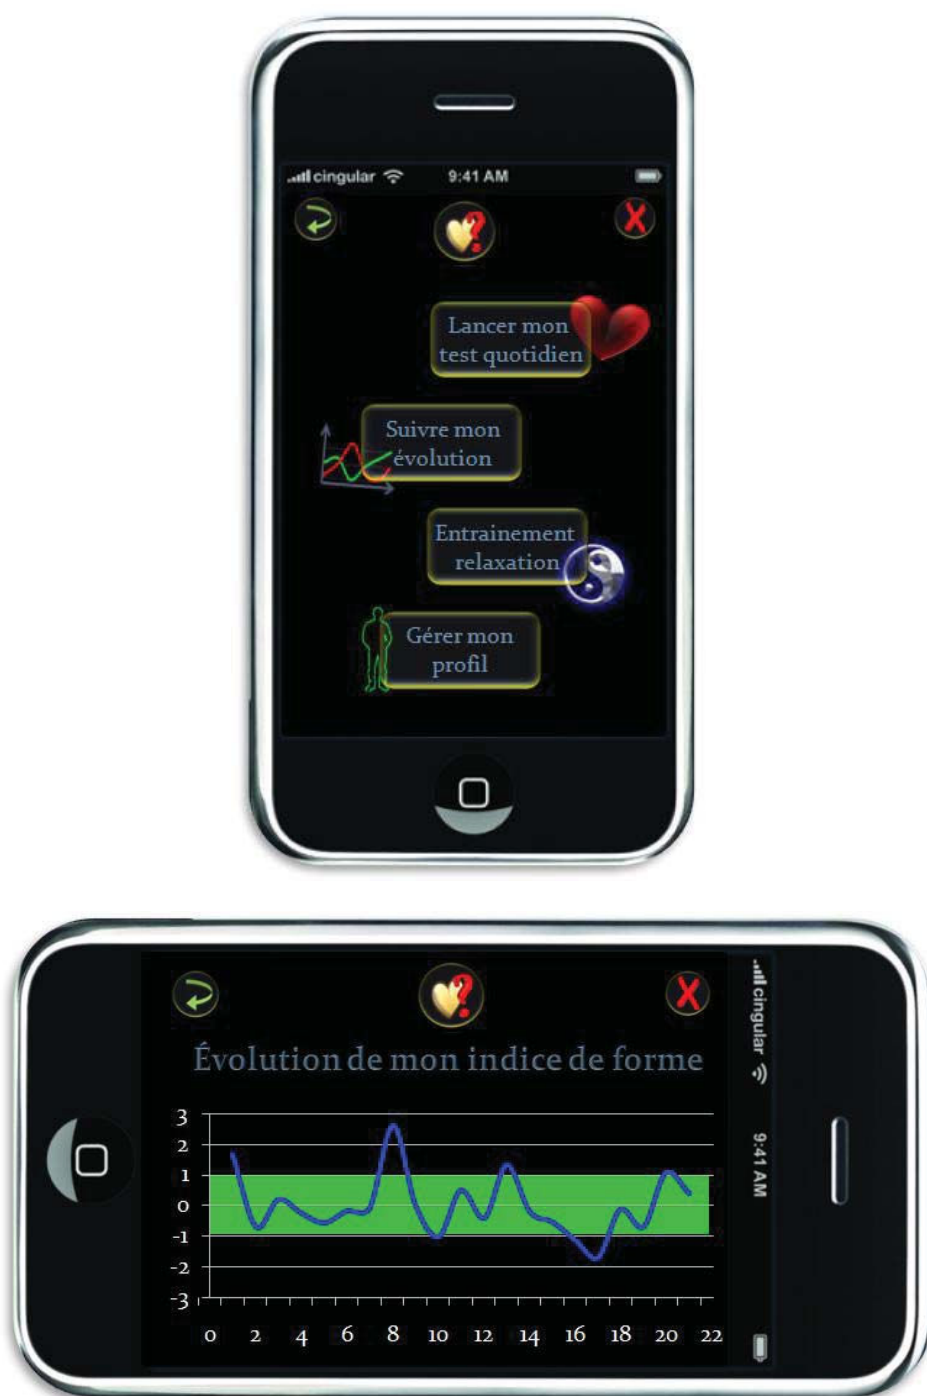 cingular 9:41 AM
?
Lancer mon
test quotidien
Suivre mon
évolution
Entrainement
relaxation
Gérer mon
profil
?
Évolution de mon indice de forme
3
2
1
0
-1
-2
-3
0 2 4 6 8 10 12 14 16 18 20 22
cingular 9:41 AM